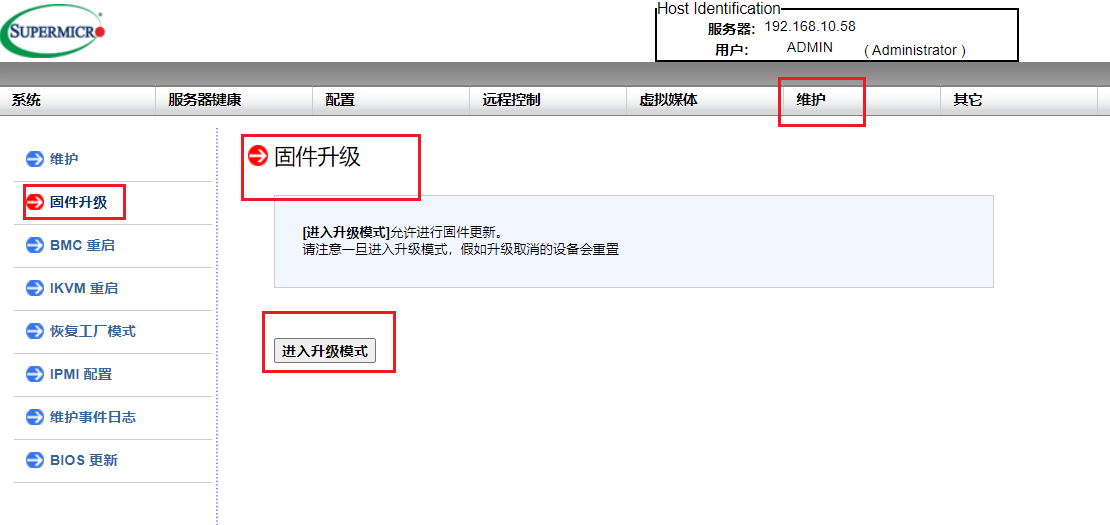 SUPERMICRO
Host Identification
服务器: 192.168.10.58
用户: ADMIN ( Administrator )
系统 服务器健康 配置 远程控制 虚拟媒体 维护 其它
维护
固件升级
BMC 重启
IKVM 重启
恢复工厂模式
IPMI 配置
维护事件日志
BIOS 更新
固件升级
[进入升级模式]允许进行固件更新。
请注意一旦进入升级模式，假如升级取消的设备会重置
进入升级模式